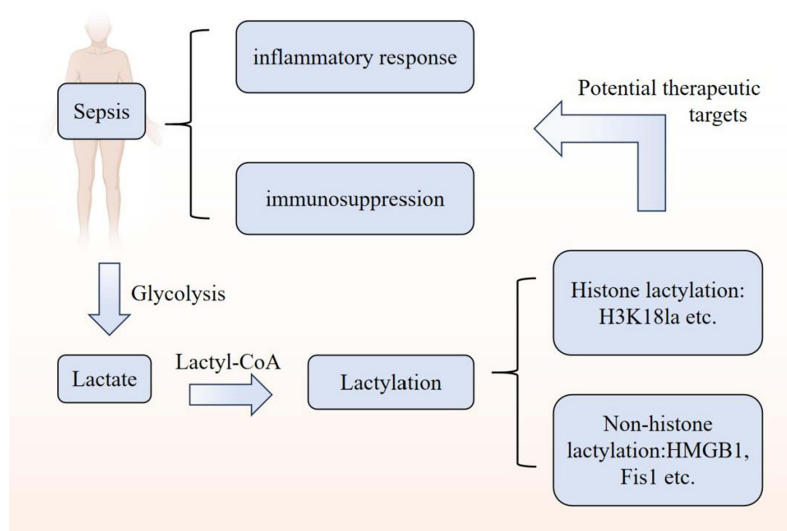 Sepsis
inflammatory response
immunosuppression
Potential therapeutic
targets
Glycolysis
Lactate
Lactyl-CoA
Lactylation
Histone lactylation:
H3K18la etc.
Non-histone
lactylation:HMGB1,
Fis1 etc.